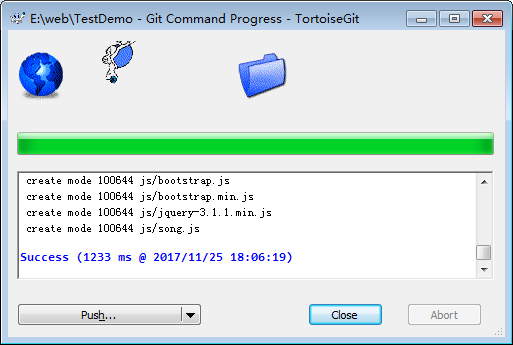 E:\web\TestDemo - Git Command Progress - TortoiseGit
create mode 100644 js/bootstrap.js
create mode 100644 js/bootstrap.min.js
create mode 100644 js/jquery-3.1.1.min.js
create mode 100644 js/song.js
Success (1233 ms @ 2017/11/25 18:06:19)
Push...
Close
Abort